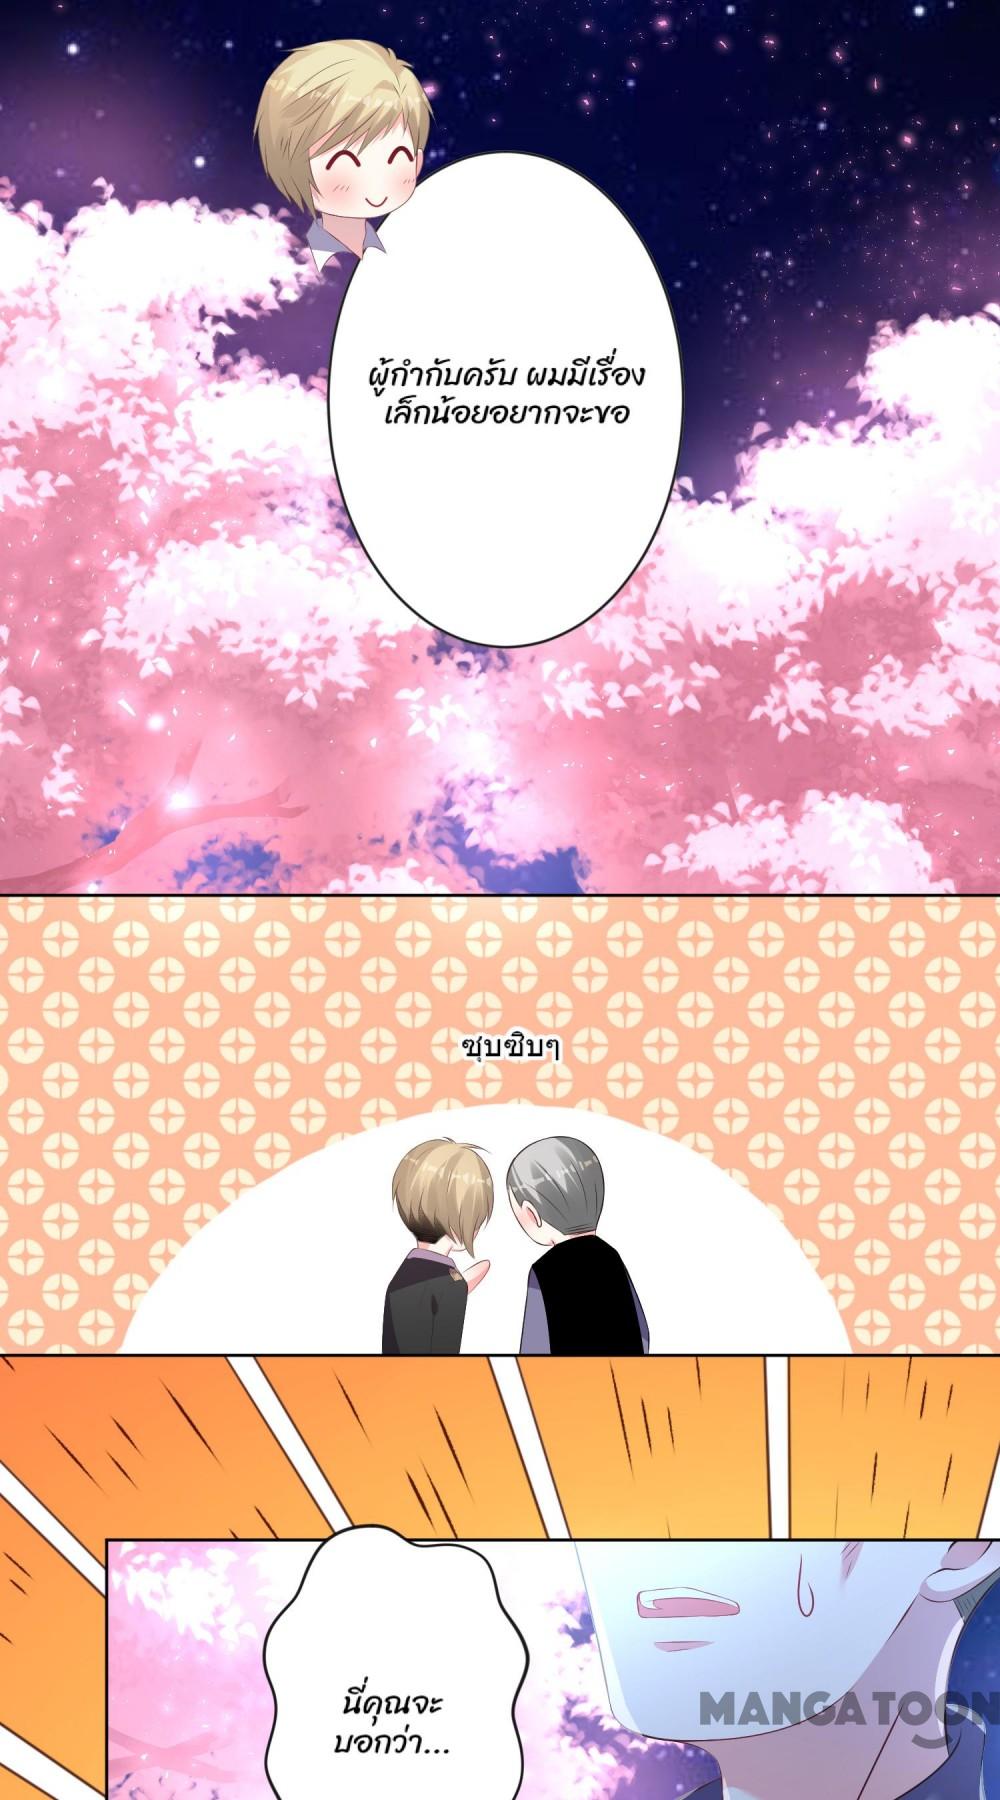 ผู้กำกับครับ ผมมีเรื่อง
เล็กน้อยอยากจะขอ
ซุบซิบๆ
นี่คุณจะ
บอกว่า...
MANGATOON